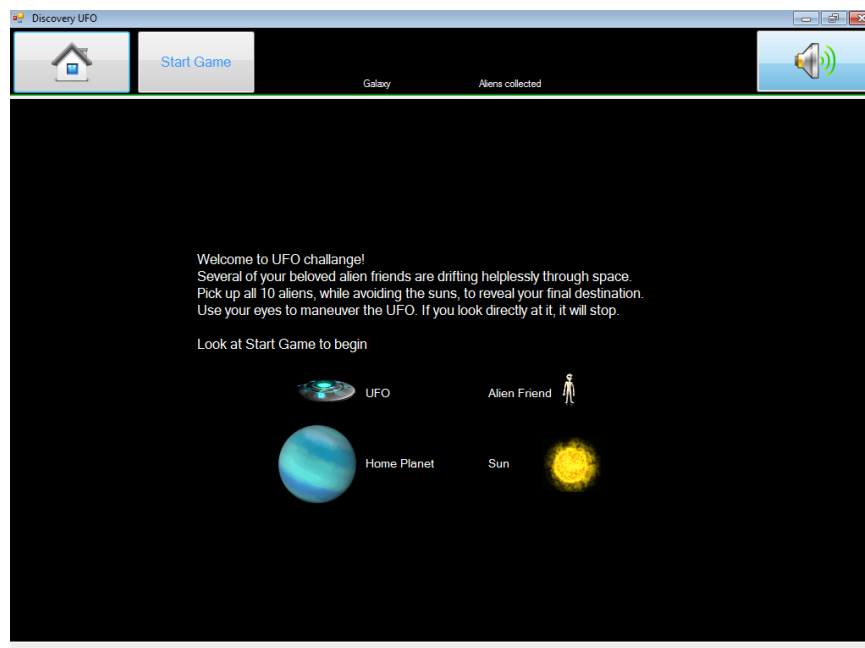 Discovery UFO
Start Game
Galaxy
Aliens collected
Welcome to UFO challange!
Several of your beloved alien friends are drifting helplessly through space.
Pick up all 10 aliens, while avoiding the suns, to reveal your final destination.
Use your eyes to maneuver the UFO. If you look directly at it, it will stop.
Look at Start Game to begin
UFO
Alien Friend
Home Planet
Sun